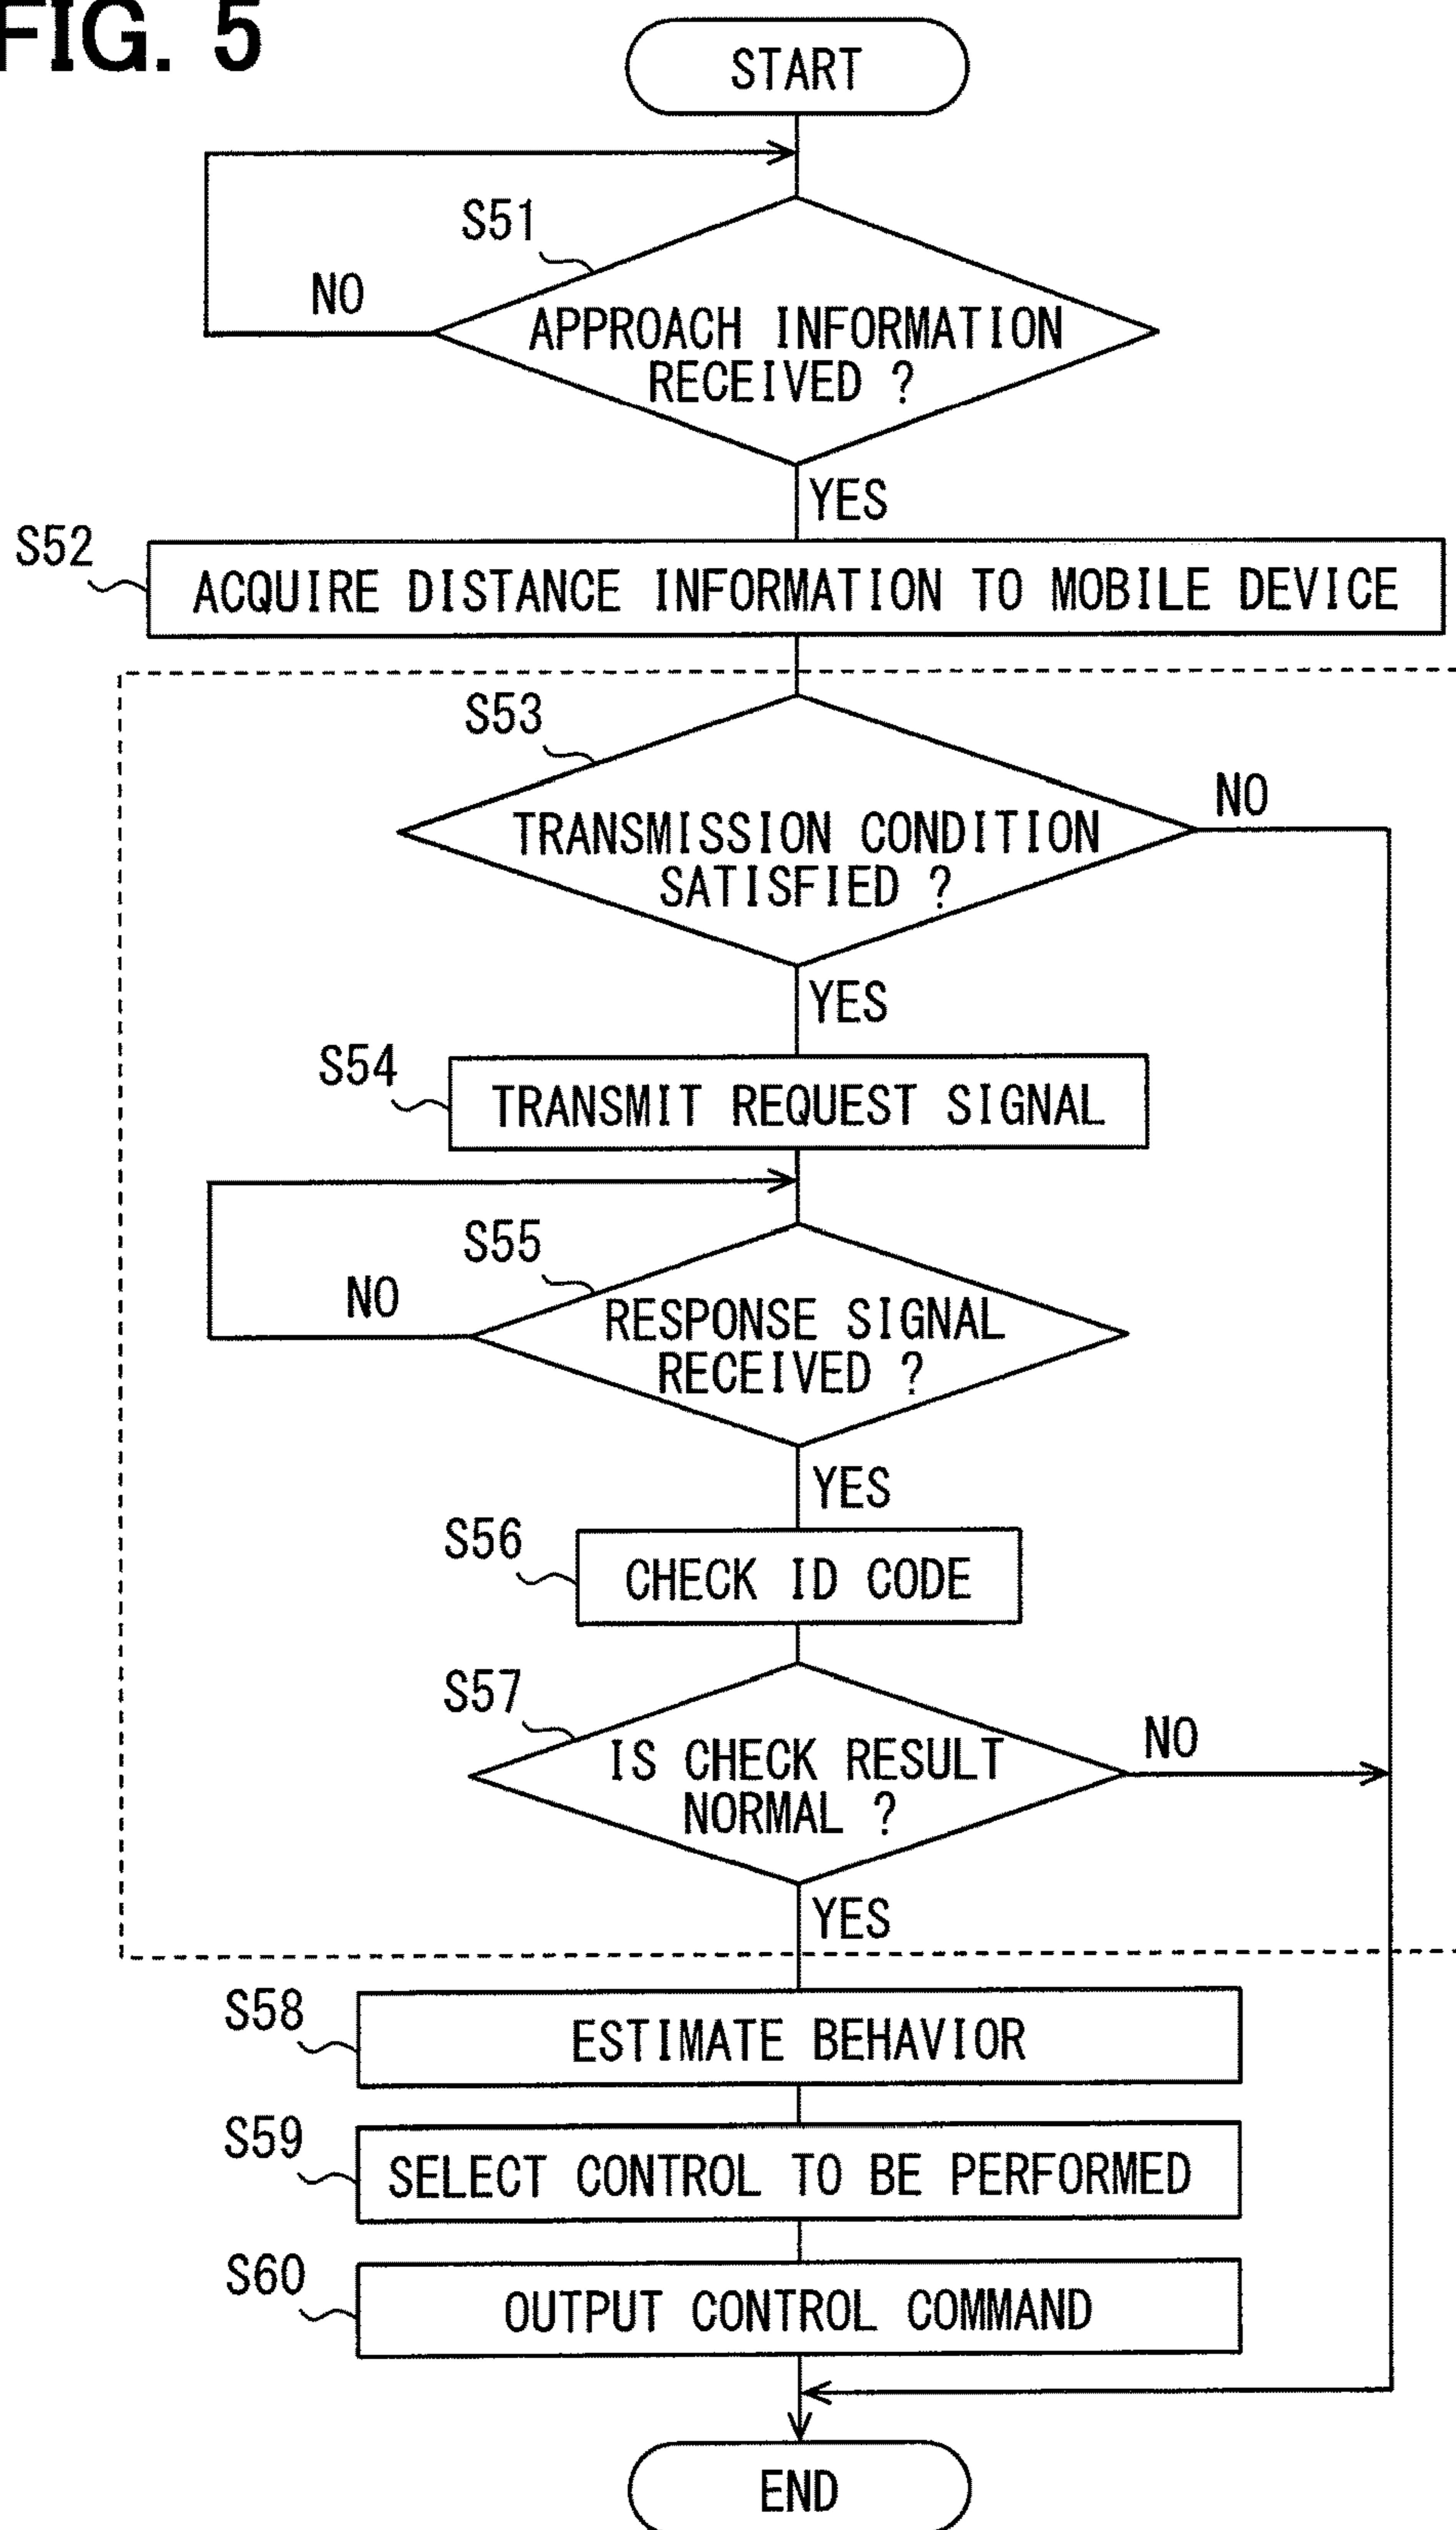 FIG. 5
START
S51
NO
APPROACH INFORMATION
RECEIVED ?
YES
S52
ACQUIRE DISTANCE INFORMATION TO MOBILE DEVICE
S53
NO
TRANSMISSION CONDITION
SATISFIED ?
YES
S54
TRANSMIT REQUEST SIGNAL
S55
NO
RESPONSE SIGNAL
RECEIVED ?
YES
S56
CHECK ID CODE
S57
NO
IS CHECK RESULT
NORMAL ?
YES
S58
ESTIMATE BEHAVIOR
S59
SELECT CONTROL TO BE PERFORMED
S60
OUTPUT CONTROL COMMAND
END